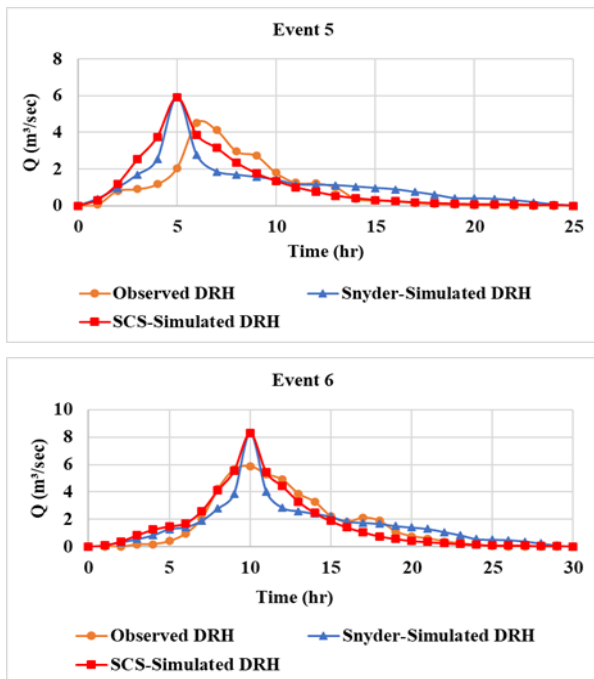 Event 5
8
6
4
2
0
Q (m³/sec)
0 5 10 15 20 25
Time (hr)
Observed DRH Snyder-Simulated DRH
SCS-Simulated DRH
Event 6
10
8
6
4
2
0
Q (m³/sec)
0 5 10 15 20 25 30
Time (hr)
Observed DRH Snyder-Simulated DRH
SCS-Simulated DRH